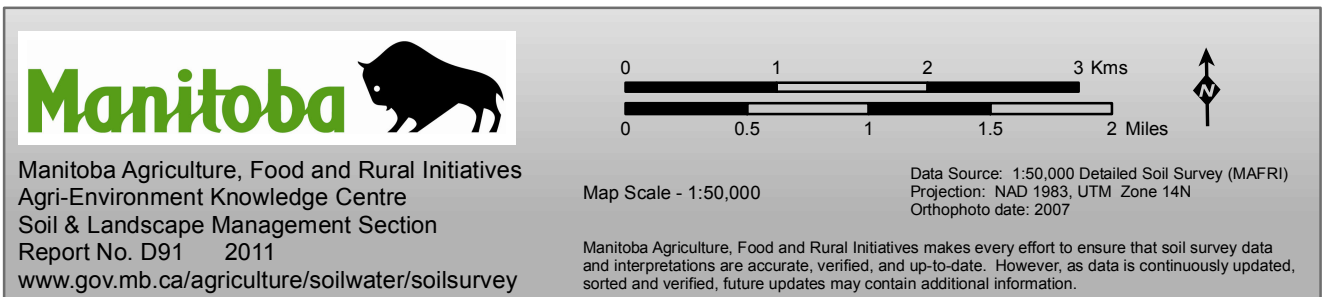 Manitoba
Manitoba Agriculture, Food and Rural Initiatives
Agri-Environment Knowledge Centre
Soil & Landscape Management Section
Report No. D91 2011
www.gov.mb.ca/agriculture/soilwater/soilsurvey
0 1 2 3 Kms
0 0.5 1 1.5 2 Miles
N
Map Scale - 1:50,000
Data Source: 1:50,000 Detailed Soil Survey (MAFRI)
Projection: NAD 1983, UTM Zone 14N
Orthophoto date: 2007
Manitoba Agriculture, Food and Rural Initiatives makes every effort to ensure that soil survey data
and interpretations are accurate, verified, and up-to-date. However, as data is continuously updated,
sorted and verified, future updates may contain additional information.